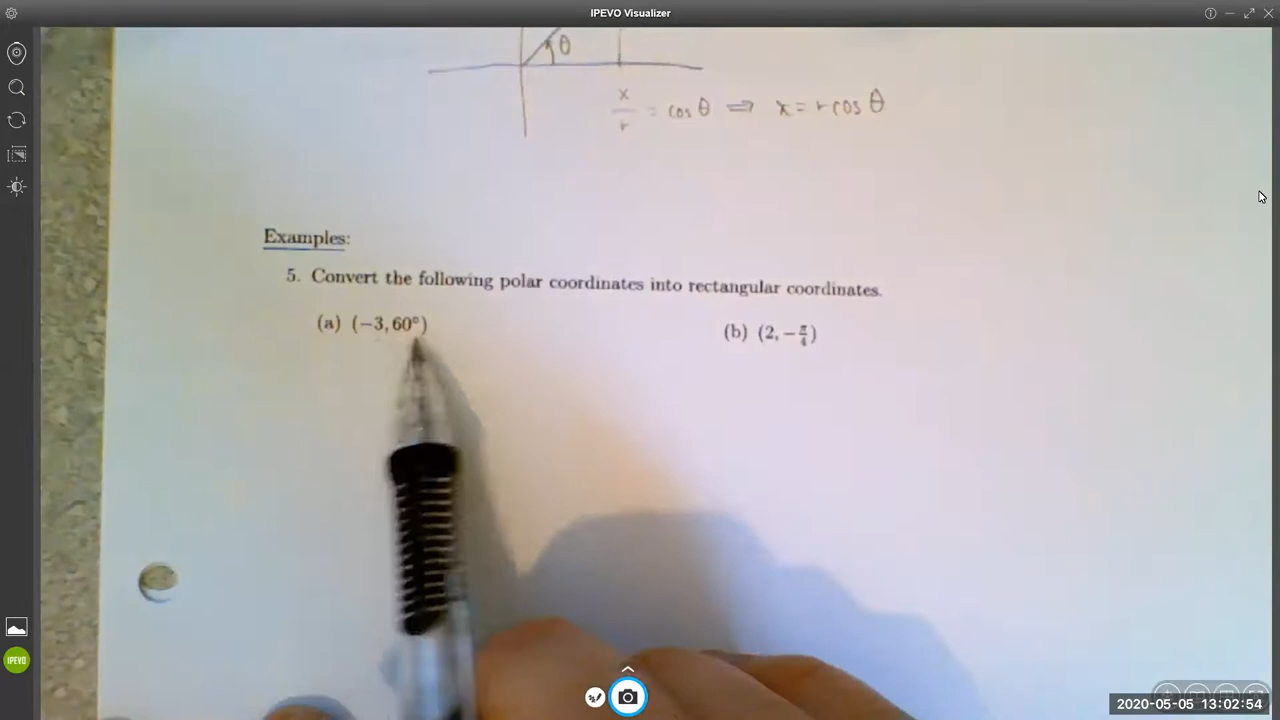 IPEVO Visualizer
θ
x/r = cos θ ⟹ x = r cos θ
Examples:
5. Convert the following polar coordinates into rectangular coordinates.
(a) (−3, 60°)
(b) (2, −π/4)
IPEVO
2020-05-05 13:02:54